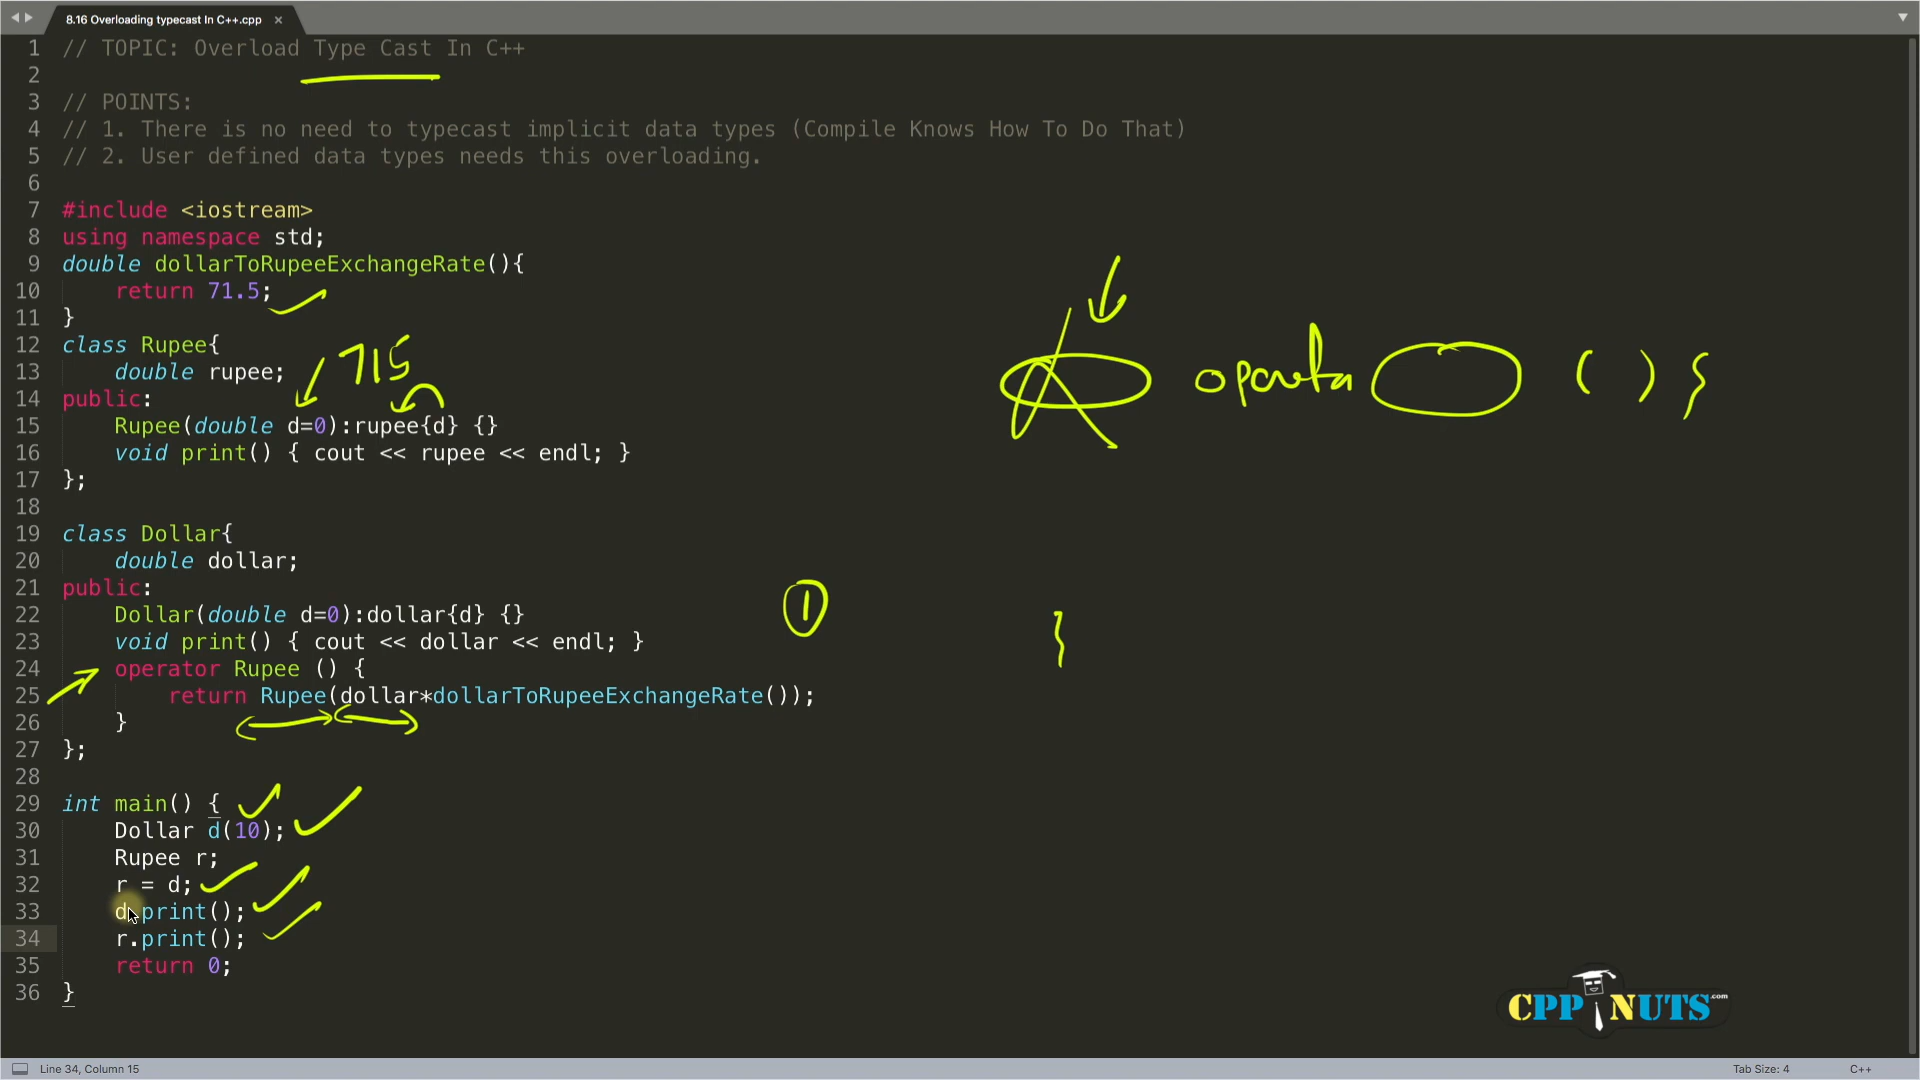 8.16 Overloading typecast In C++.cpp ×
1 // TOPIC: Overload Type Cast In C++
2
3 // POINTS:
4 // 1. There is no need to typecast implicit data types (Compile Knows How To Do That)
5 // 2. User defined data types needs this overloading.
6
7 #include <iostream>
8 using namespace std;
9 double dollarToRupeeExchangeRate(){
10     return 71.5;
11 }
12 class Rupee{
13     double rupee;
715
14 public:
15     Rupee(double d=0):rupee{d} {}
16     void print() { cout << rupee << endl; }
17 };
18
19 class Dollar{
20     double dollar;
21 public:
22     Dollar(double d=0):dollar{d} {}
23     void print() { cout << dollar << endl; }
24     operator Rupee () {
25         return Rupee(dollar*dollarToRupeeExchangeRate());
26     }
27 };
28
29 int main() {
30     Dollar d(10);
31     Rupee r;
32     r = d;
33     d.print();
34     r.print();
35     return 0;
36 }
( ) {
1
}
CPP NUTS.com
Line 34, Column 15
Tab Size: 4
C++